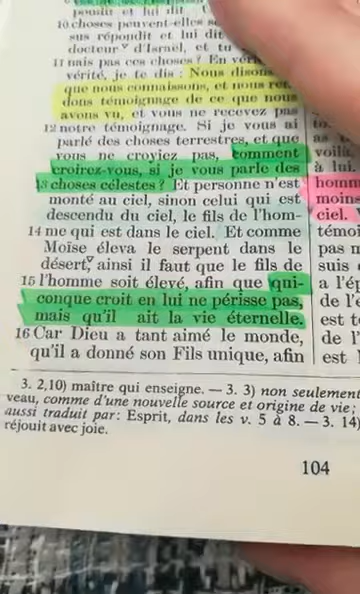 pondit et lui dit
10 choses peuvent-elles se
sus répondit et lui dit
docteur d'Israël, et tu
11 nais pas ces choses? En véri
vérité, je te dis : Nous disons
que nous connaissons, et nous ren
dons témoignage de ce que nous
avons vu, et vous ne recevez pas
12 notre témoignage. Si je vous ai
parlé des choses terrestres, et que
vous ne croyiez pas, comment
croirez-vous, si je vous parle des
13 choses célestes? Et personne n'est
monté au ciel, sinon celui qui est
descendu du ciel, le fils de l'hom-
14 me qui est dans le ciel. Et comme
Moïse éleva le serpent dans le
désert, ainsi il faut que le fils de
15 l'homme soit élevé, afin que qui-
conque croit en lui ne périsse pas,
mais qu'il ait la vie éternelle.
16 Car Dieu a tant aimé le monde,
qu'il a donné son Fils unique, afin
as
voilà
à lui.
homm
moins
ciel.
témoi
pas m
suis
a l'ép
de l'
est t
de l'
est
3. 2,10) maître qui enseigne. — 3. 3) non seulement
veau, comme d'une nouvelle source et origine de vie;
aussi traduit par: Esprit, dans les v. 5 à 8. — 3. 14)
réjouit avec joie.
104